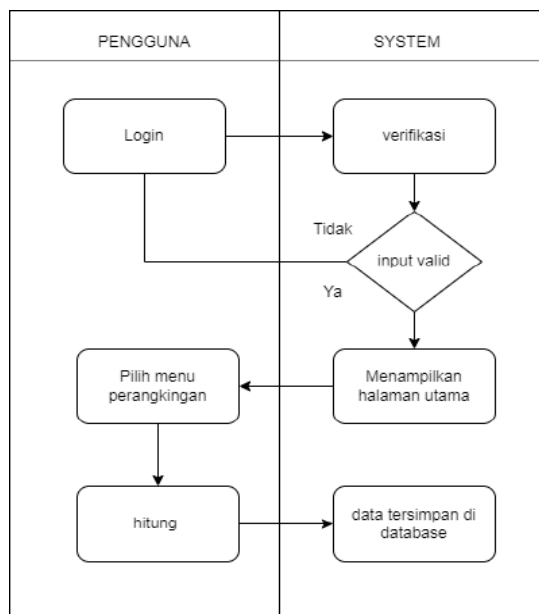 PENGGUNA
SYSTEM
Login
verifikasi
Tidak
input valid
Ya
Pilih menu
perangkingan
Menampilkan
halaman utama
hitung
data tersimpan di
database